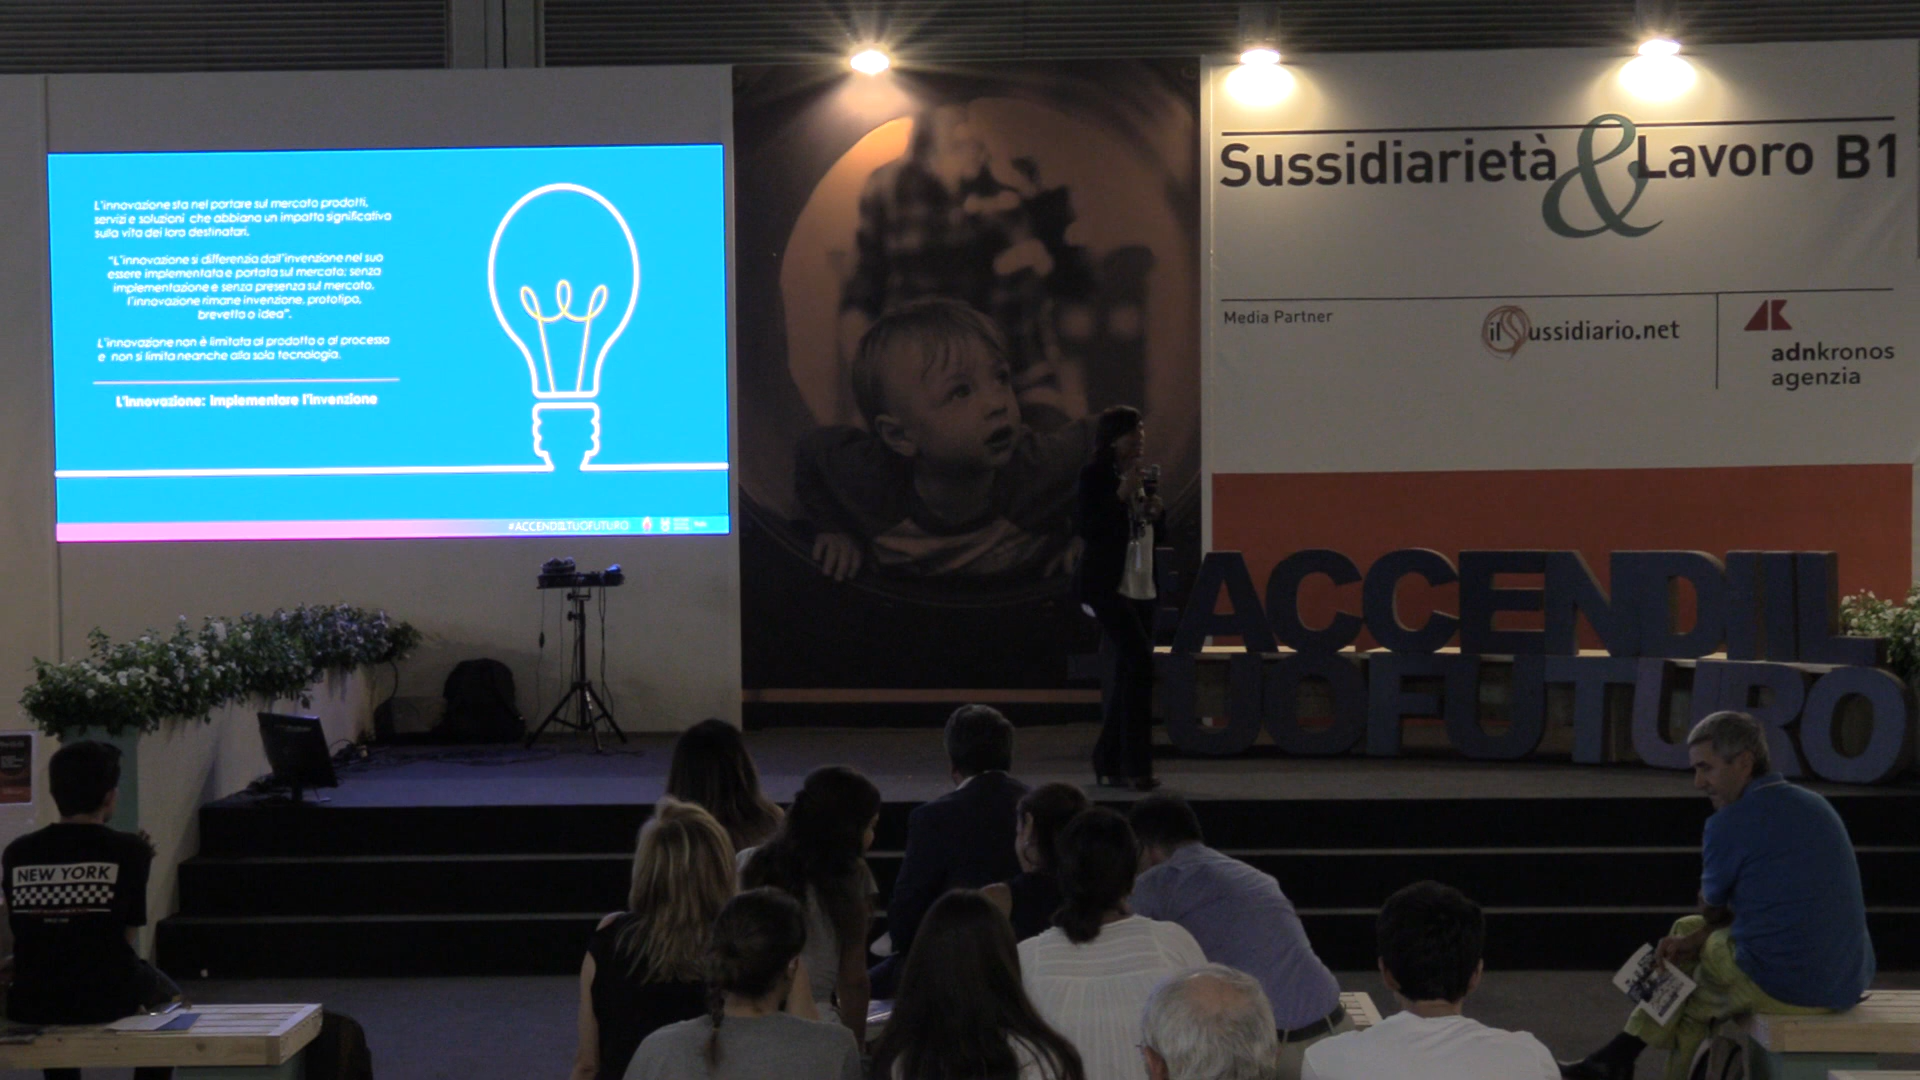 L'innovazione sta nel portare sul mercato prodotti,
servizi e soluzioni che abbiano un impatto significativo
sulla vita dei loro destinatari.
"L'innovazione si differenzia dall'invenzione nel suo
essere implementata e portata sul mercato: senza
implementazione e senza presenza sul mercato,
l'innovazione rimane invenzione, prototipo,
brevetto o idea".
L'innovazione non è limitata al prodotto o al processo
e non si limita neanche alla sola tecnologia.
L'Innovazione: Implementare l'invenzione
#ACCENDIILTUOFUTURO
Sussidiarietà & Lavoro B1
Media Partner
ilSussidiario.net
adnkronos
agenzia
ACCENDIIL
UOFUTURO
NEW YORK